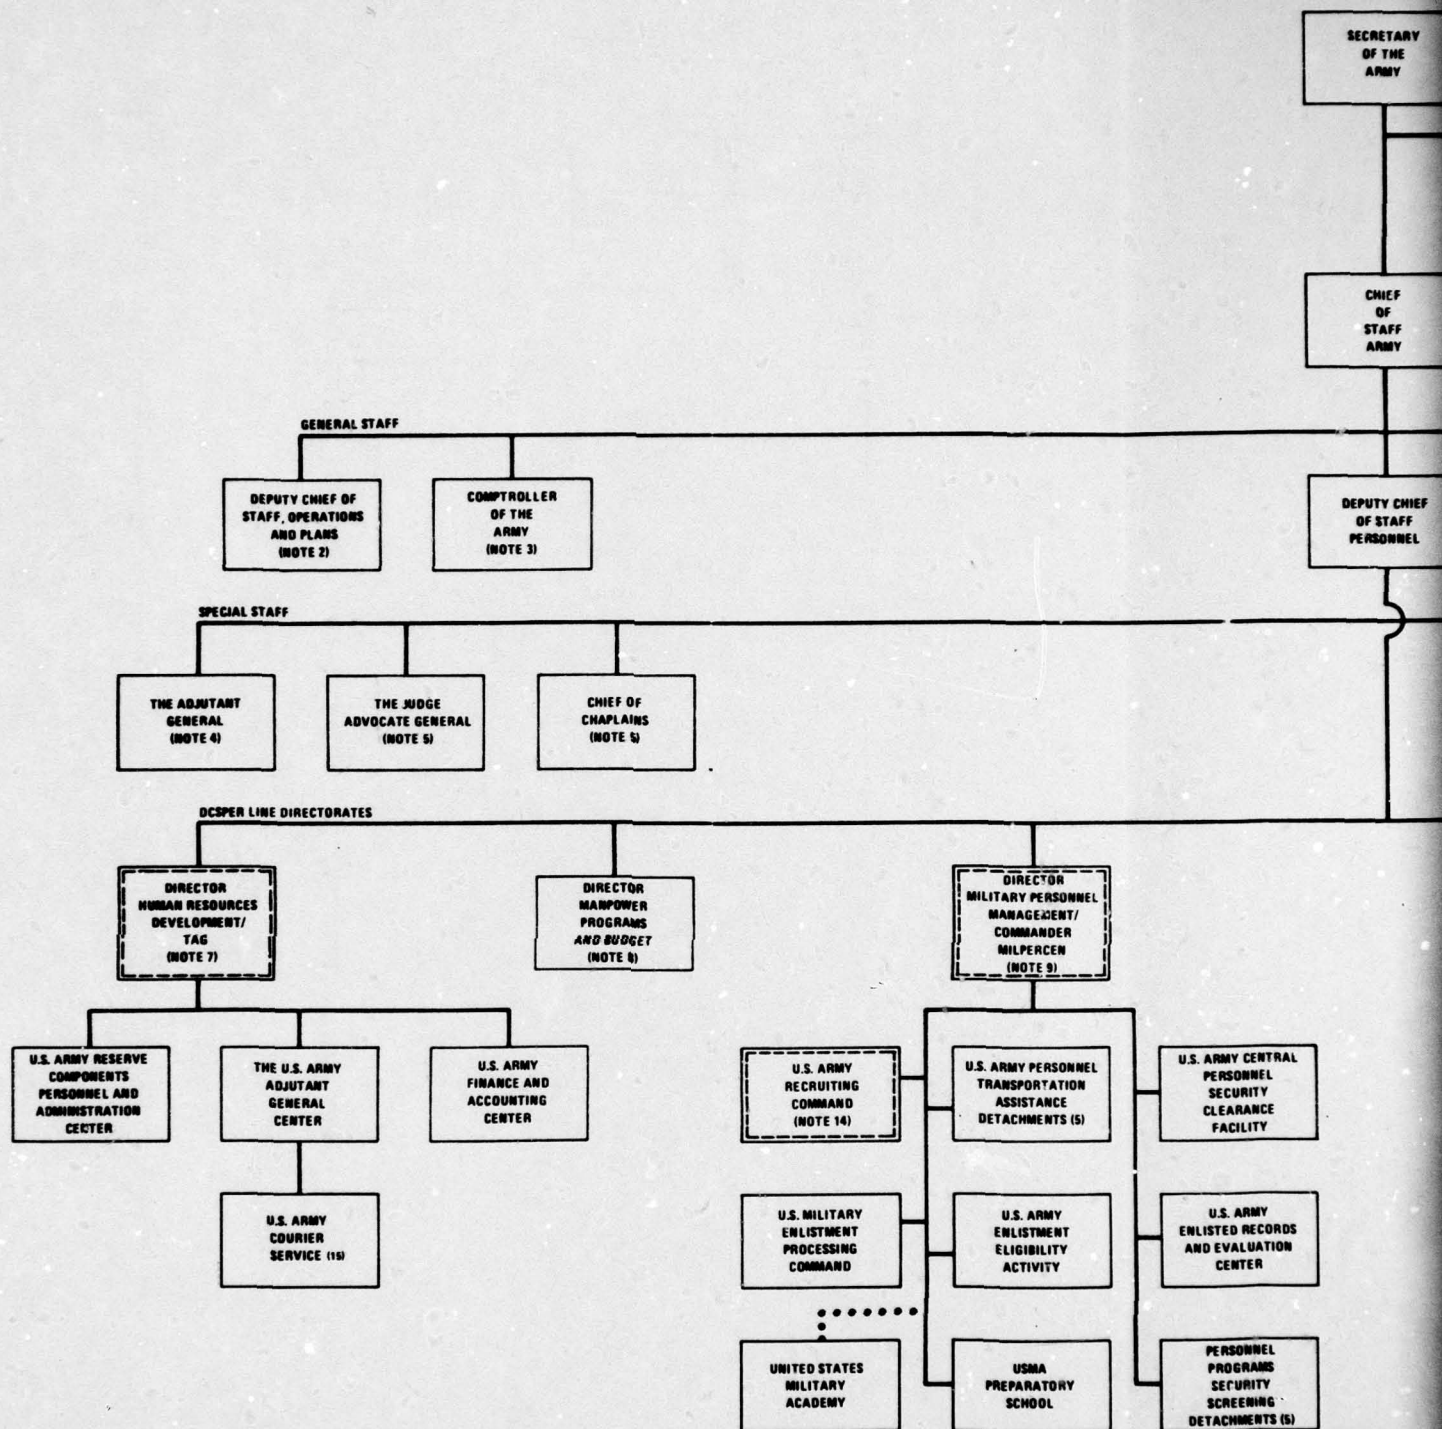 SECRETARY
OF THE
ARMY
CHIEF
OF
STAFF
ARMY
GENERAL STAFF
DEPUTY CHIEF OF
STAFF, OPERATIONS
AND PLANS
(NOTE 2)
COMPTROLLER
OF THE
ARMY
(NOTE 3)
DEPUTY CHIEF
OF STAFF
PERSONNEL
SPECIAL STAFF
THE ADJUTANT
GENERAL
(NOTE 4)
THE JUDGE
ADVOCATE GENERAL
(NOTE 5)
CHIEF OF
CHAPLAINS
(NOTE 5)
DCSPER LINE DIRECTORATES
DIRECTOR
HUMAN RESOURCES
DEVELOPMENT/
TAG
(NOTE 7)
DIRECTOR
MANPOWER
PROGRAMS
AND BUDGET
(NOTE 8)
DIRECTOR
MILITARY PERSONNEL
MANAGEMENT/
COMMANDER
MILPERCEN
(NOTE 9)
U.S. ARMY RESERVE
COMPONENTS
PERSONNEL AND
ADMINISTRATION
CENTER
THE U.S. ARMY
ADJUTANT
GENERAL
CENTER
U.S. ARMY
FINANCE AND
ACCOUNTING
CENTER
U.S. ARMY
RECRUITING
COMMAND
(NOTE 14)
U.S. ARMY PERSONNEL
TRANSPORTATION
ASSISTANCE
DETACHMENTS (5)
U.S. ARMY CENTRAL
PERSONNEL
SECURITY
CLEARANCE
FACILITY
U.S. ARMY
COURIER
SERVICE (15)
U.S. MILITARY
ENLISTMENT
PROCESSING
COMMAND
U.S. ARMY
ENLISTMENT
ELIGIBILITY
ACTIVITY
U.S. ARMY
ENLISTED RECORDS
AND EVALUATION
CENTER
UNITED STATES
MILITARY
ACADEMY
USMA
PREPARATORY
SCHOOL
PERSONNEL
PROGRAMS
SECURITY
SCREENING
DETACHMENTS (5)